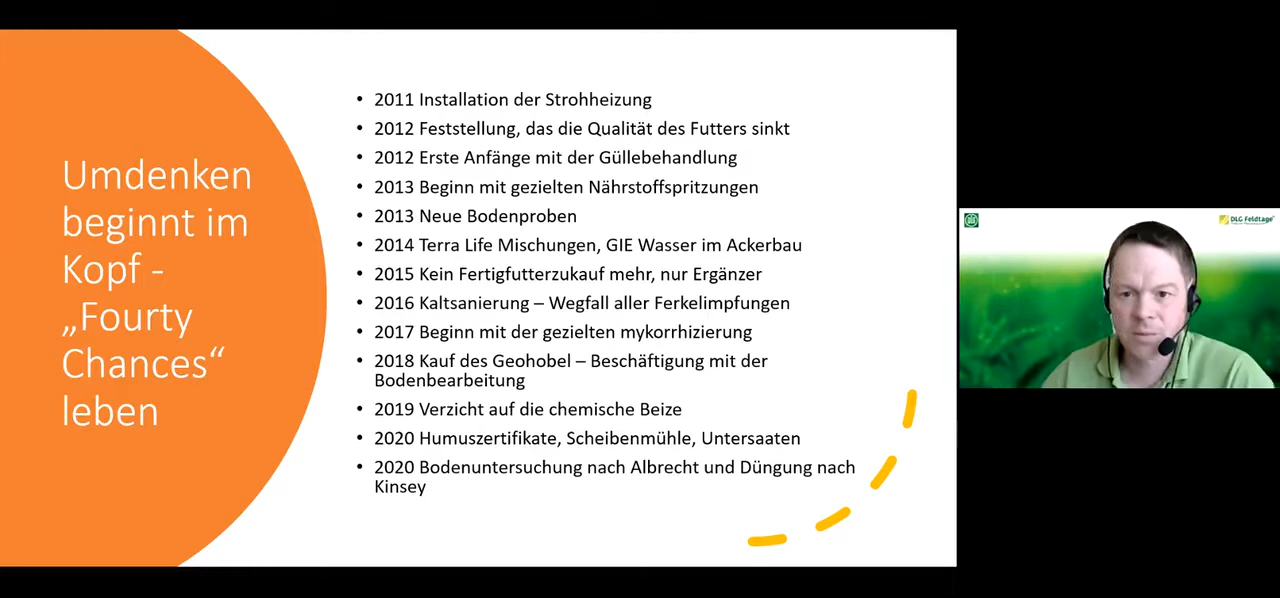 Umdenken
beginnt im
Kopf -
„Fourty
Chances“
leben
• 2011 Installation der Strohheizung
• 2012 Feststellung, das die Qualität des Futters sinkt
• 2012 Erste Anfänge mit der Güllebehandlung
• 2013 Beginn mit gezielten Nährstoffspritzungen
• 2013 Neue Bodenproben
• 2014 Terra Life Mischungen, GIE Wasser im Ackerbau
• 2015 Kein Fertigfutterzukauf mehr, nur Ergänzer
• 2016 Kaltsanierung – Wegfall aller Ferkelimpfungen
• 2017 Beginn mit der gezielten mykorrhizierung
• 2018 Kauf des Geohobel – Beschäftigung mit der
Bodenbearbeitung
• 2019 Verzicht auf die chemische Beize
• 2020 Humuszertifikate, Scheibenmühle, Untersaaten
• 2020 Bodenuntersuchung nach Albrecht und Düngung nach
Kinsey
DLG Feldtage